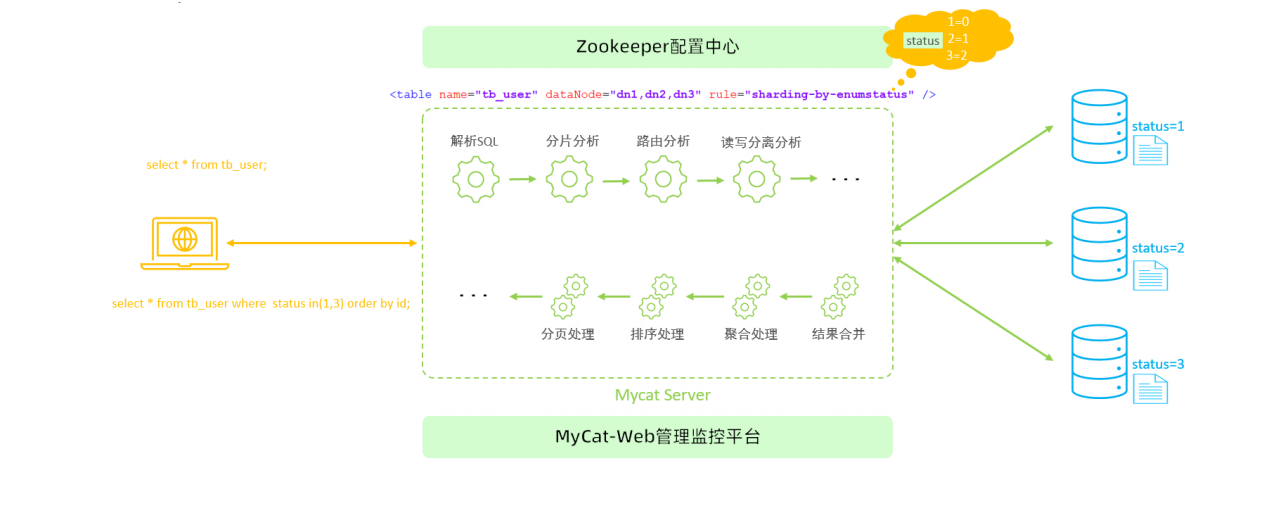 Zookeeper配置中心
status
1=0
2=1
3=2
<table name="tb_user" dataNode="dn1,dn2,dn3" rule="sharding-by-enumstatus" />
select * from tb_user;
select * from tb_user where  status in(1,3) order by id;
解析SQL
分片分析
路由分析
读写分离分析
. . .
. . .
分页处理
排序处理
聚合处理
结果合并
Mycat Server
MyCat-Web管理监控平台
status=1
status=2
status=3